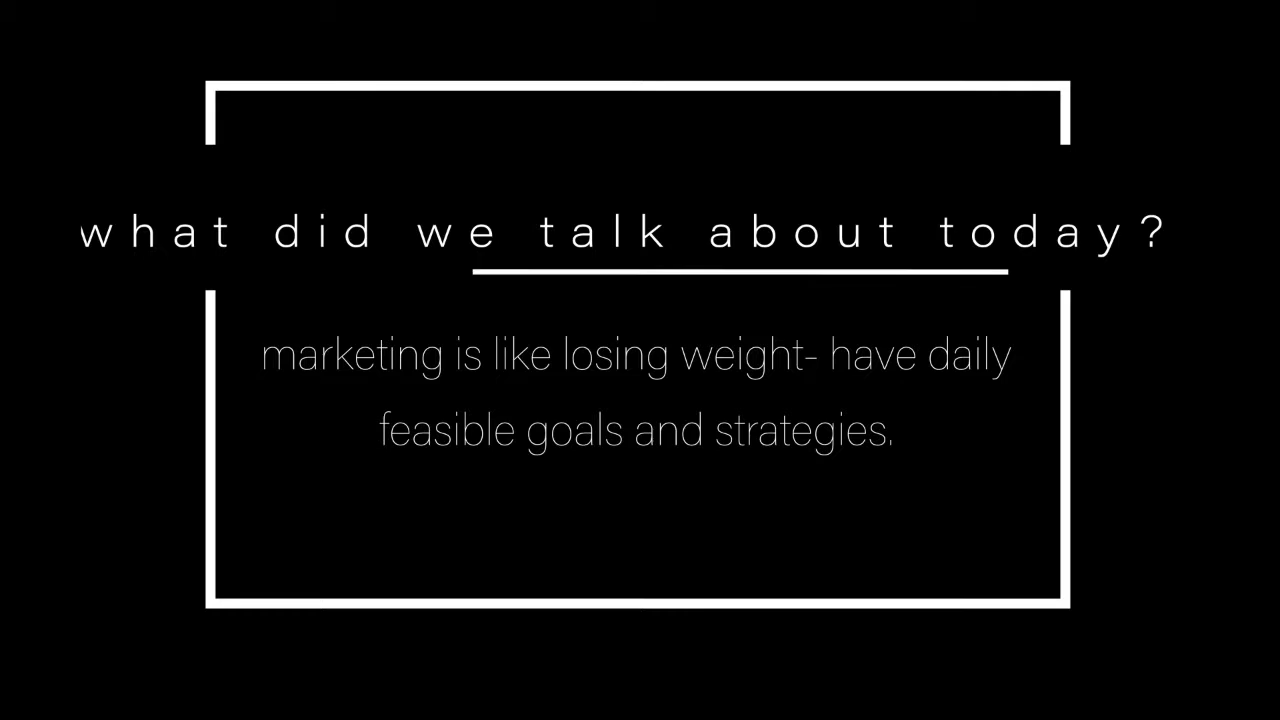 what did we talk about today?
marketing is like losing weight- have daily
feasible goals and strategies.